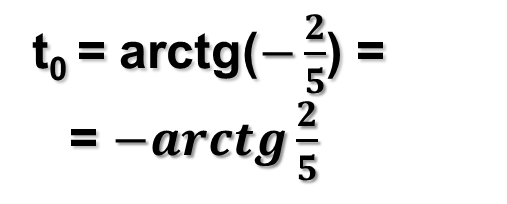 t₀ = arctg(−2/5) =
= −arctg 2/5